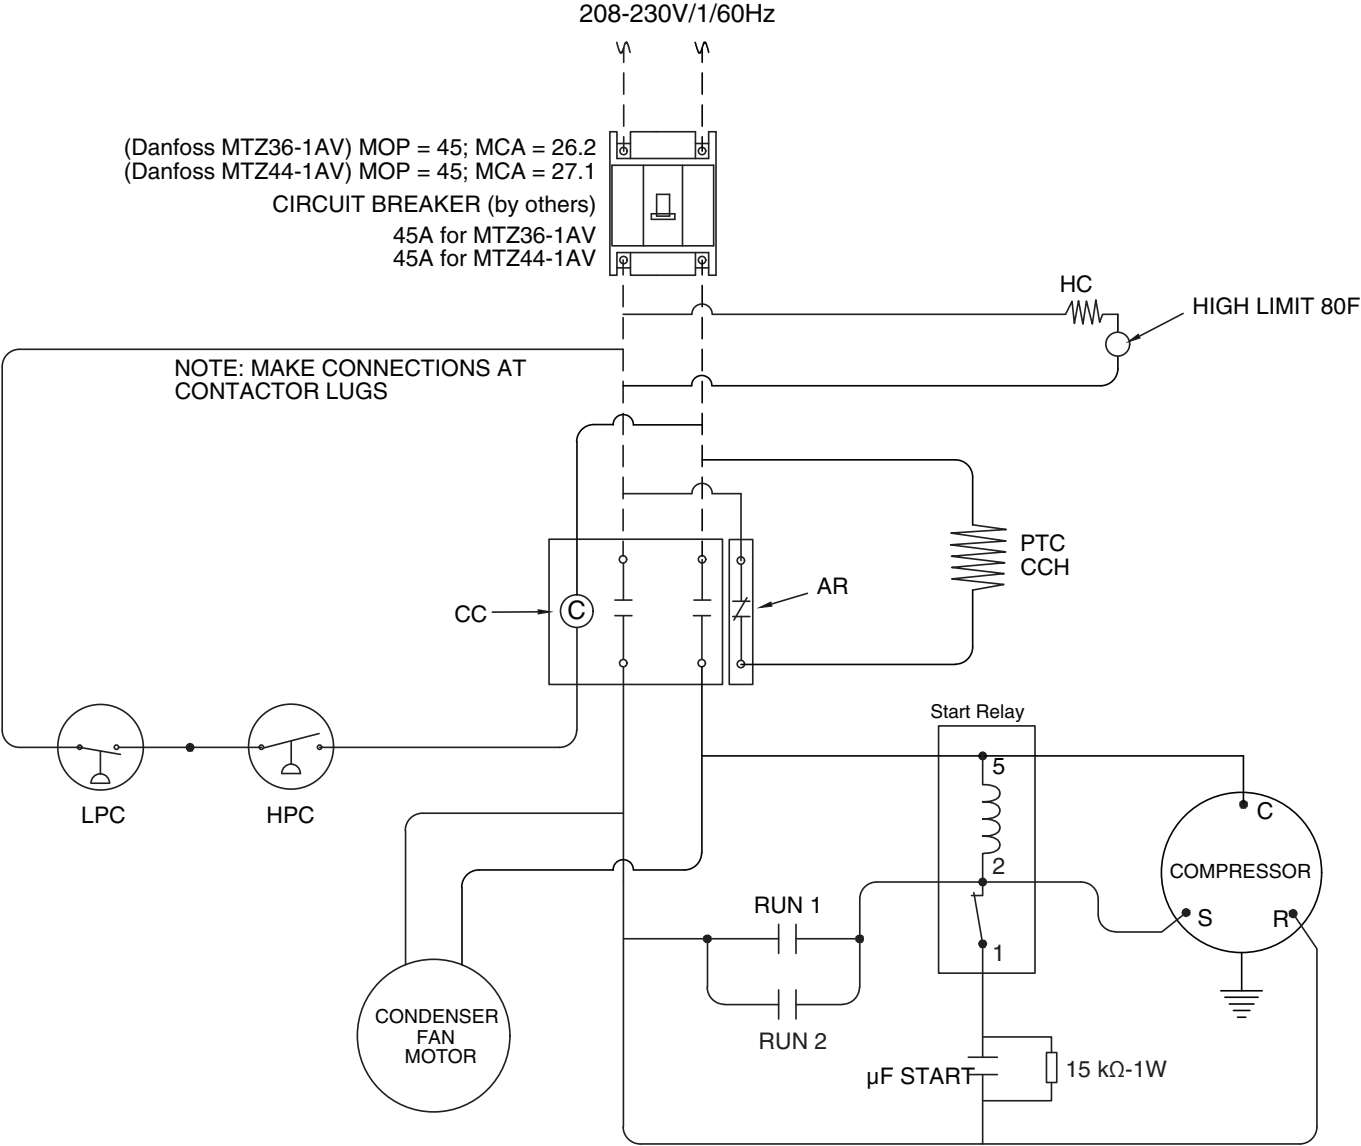 208-230V/1/60Hz
(Danfoss MTZ36-1AV) MOP = 45; MCA = 26.2
(Danfoss MTZ44-1AV) MOP = 45; MCA = 27.1
CIRCUIT BREAKER (by others)
45A for MTZ36-1AV
45A for MTZ44-1AV
HC
HIGH LIMIT 80F
NOTE: MAKE CONNECTIONS AT
CONTACTOR LUGS
PTC
CCH
AR
CC
C
Start Relay
5
C
LPC
HPC
2
COMPRESSOR
RUN 1
S
R
1
CONDENSER
FAN
MOTOR
RUN 2
µF START
15 kΩ-1W